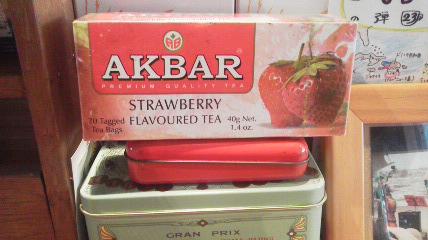 AKBAR
PREMIUM QUALITY TEA
STRAWBERRY
FLAVOURED TEA
20 Tagged
Tea Bags
40g Net.
1.4 oz.
GRAN PRIX